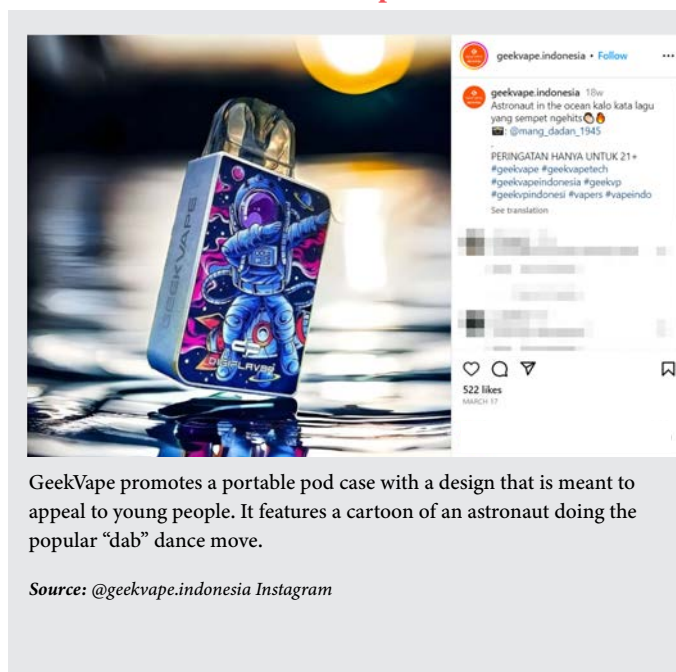 geekvape.indonesia • Follow
geekvape.indonesia 18w
Astronaut in the ocean kalo kata lagu
yang sempet ngehits
: @mang_dadan_1945
.
PERINGATAN HANYA UNTUK 21+
#geekvape #geekvapetech
#geekvapeindonesia #geekvp
#geekvpindonesi #vapers #vapeindo
See translation
GEEKVAPE
DIGIFLAVOR
522 likes
MARCH 17
GeekVape promotes a portable pod case with a design that is meant to
appeal to young people. It features a cartoon of an astronaut doing the
popular “dab” dance move.
Source: @geekvape.indonesia Instagram